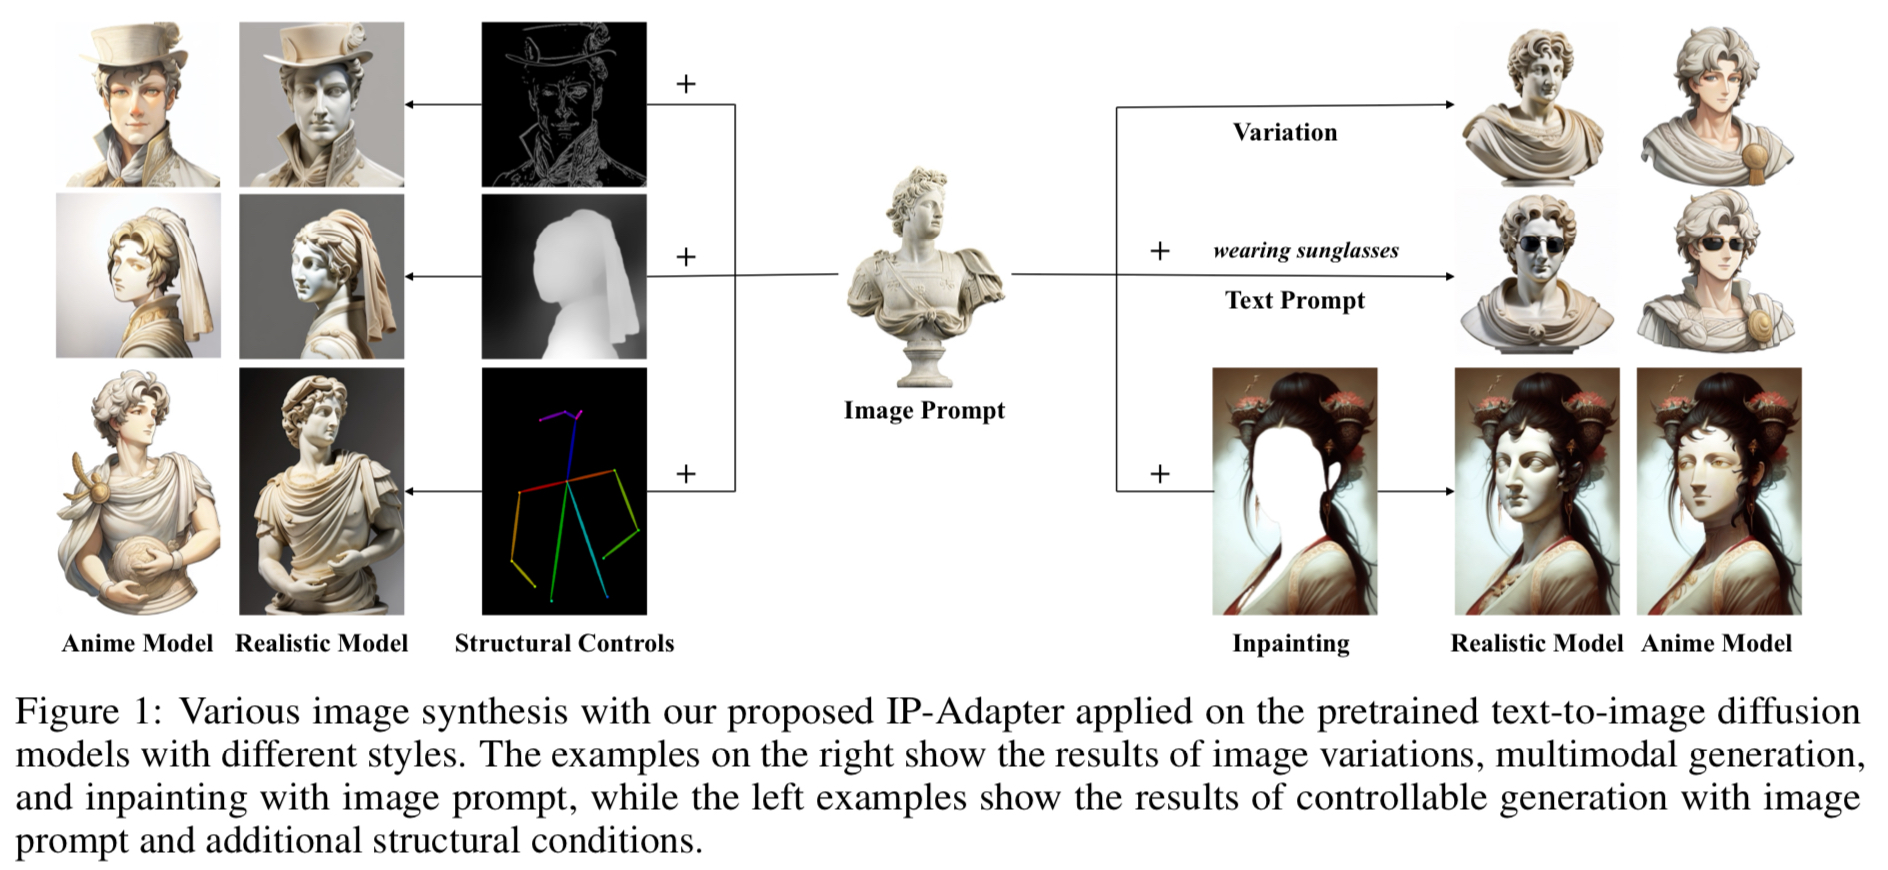 +
+
+
Variation
+ wearing sunglasses
Text Prompt
Image Prompt
+
Anime Model Realistic Model Structural Controls Inpainting Realistic Model Anime Model
Figure 1: Various image synthesis with our proposed IP-Adapter applied on the pretrained text-to-image diffusion
models with different styles. The examples on the right show the results of image variations, multimodal generation,
and inpainting with image prompt, while the left examples show the results of controllable generation with image
prompt and additional structural conditions.